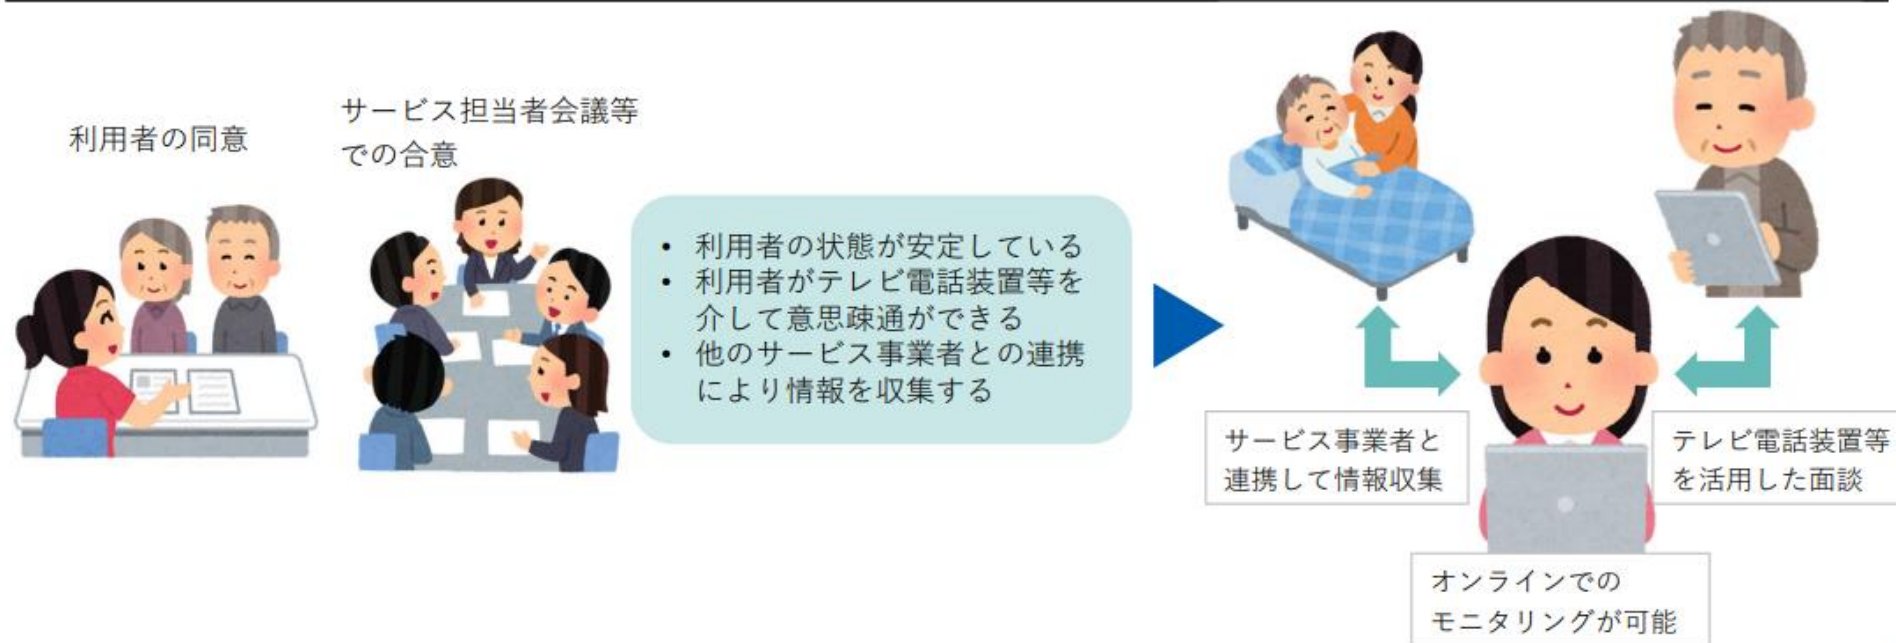 利用者の同意
サービス担当者会議等
での合意
• 利用者の状態が安定している
• 利用者がテレビ電話装置等を
介して意思疎通ができる
• 他のサービス事業者との連携
により情報を収集する
サービス事業者と
連携して情報収集
テレビ電話装置等
を活用した面談
オンラインでの
モニタリングが可能